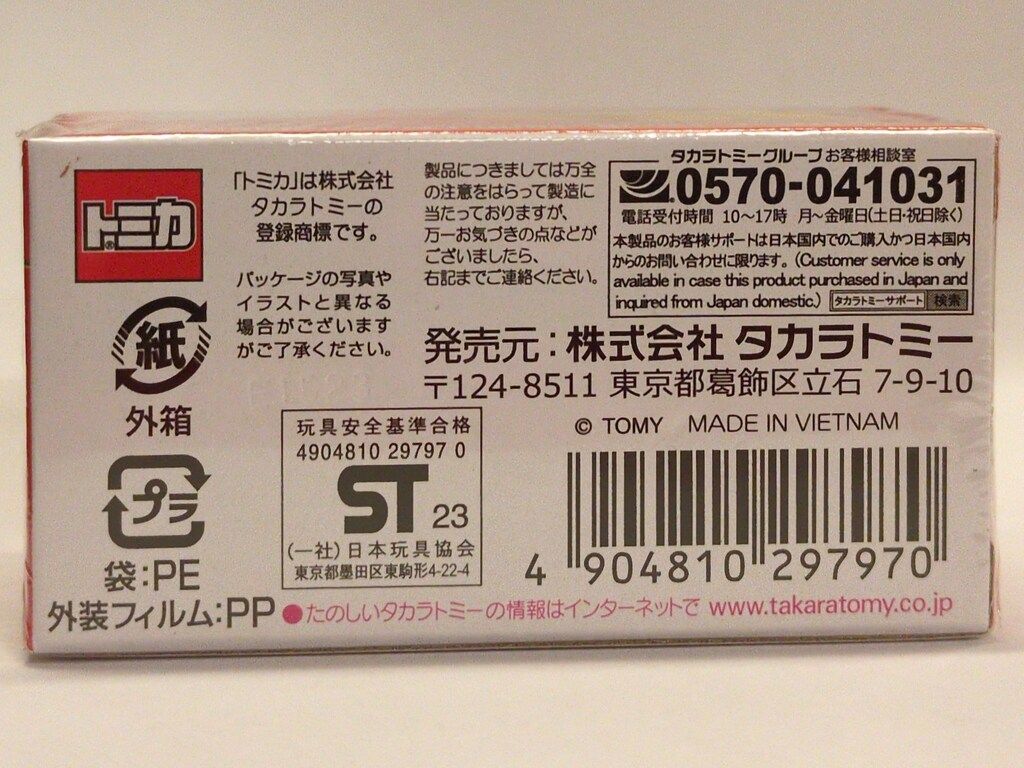 トミカ®
「トミカ」は株式会社
タカラトミーの
登録商標です。
パッケージの写真や
イラストと異なる
場合がございます
がご了承ください。
製品につきましては万全
の注意をはらって製造に
当たっておりますが、
万一お気づきの点などが
ございましたら、
右記までご連絡ください。
タカラトミーグループ お客様相談室
0570-041031
電話受付時間 10〜17時 月〜金曜日(土日・祝日除く)
本製品のお客様サポートは日本国内でのご購入かつ日本国内
からのお問い合わせに限ります。(Customer service is only
available in case this product purchased in Japan and
inquired from Japan domestic.) タカラトミーサポート 検索
発売元:株式会社 タカラトミー
〒124-8511 東京都葛飾区立石 7-9-10
© TOMY MADE IN VIETNAM
紙
外箱
プラ
袋:PE
外装フィルム:PP
玩具安全基準合格
4904810 29797 0
ST 23
(一社)日本玩具協会
東京都墨田区東駒形4-22-4
4 904810 297970
●たのしいタカラトミーの情報はインターネットで www.takaratomy.co.jp